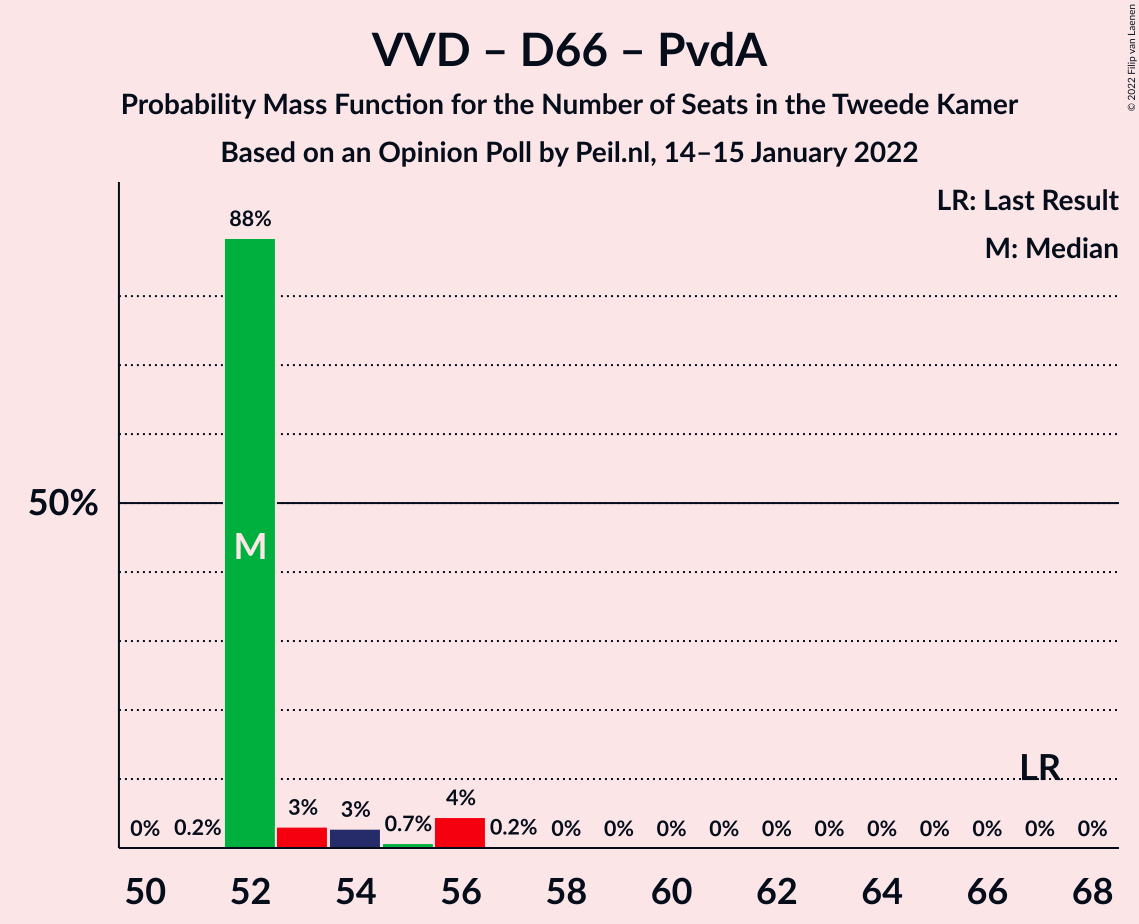 VVD – D66 – PvdA
Probability Mass Function for the Number of Seats in the Tweede Kamer
Based on an Opinion Poll by Peil.nl, 14–15 January 2022
© 2022 Filip van Laenen
LR: Last Result
M: Median
88%
50%
M
LR
0% 0.2% 3% 3% 0.7% 4% 0.2% 0% 0% 0% 0% 0% 0% 0% 0% 0% 0% 0%
50 52 54 56 58 60 62 64 66 68